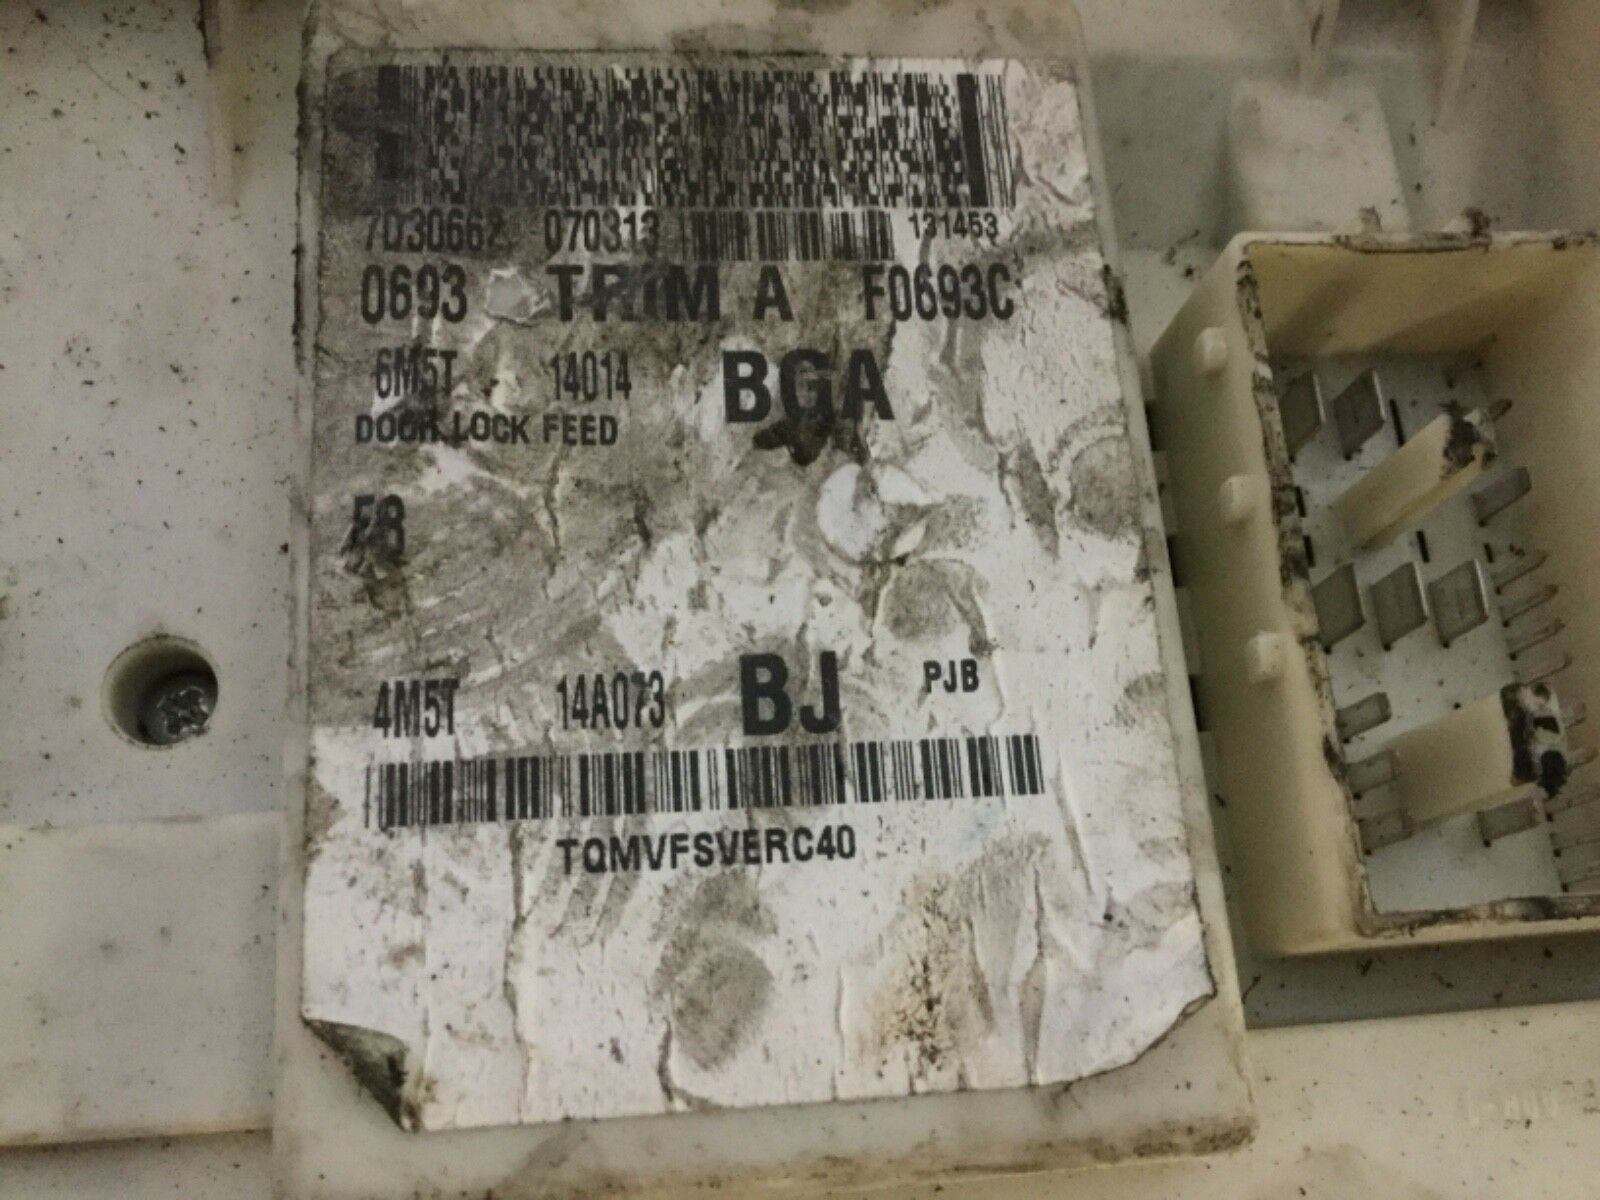 7030662 070313 131453
0693 TRIM A F0693C
6M5T 14014 BGA
DOOR LOCK FEED
4M5T 14A073 BJ PJB
TQMVFSVERC40